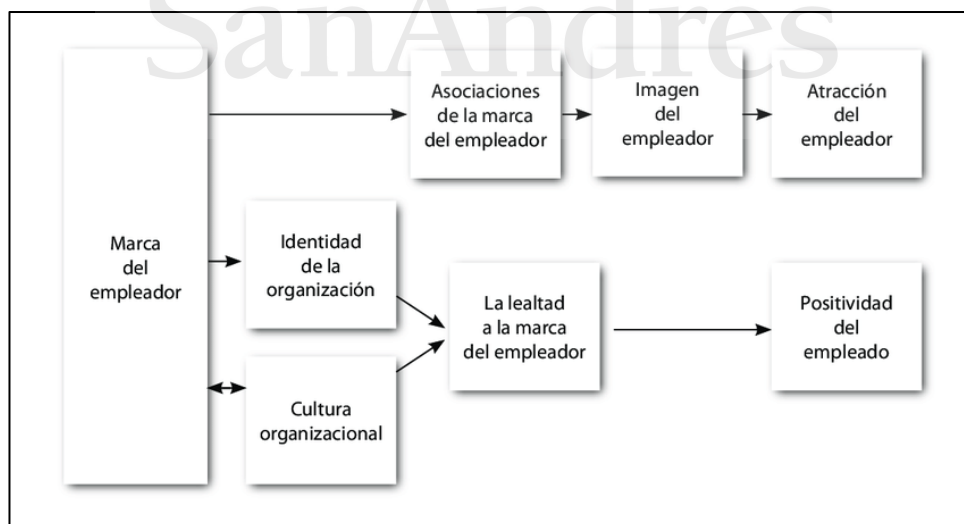 SanAndres
Asociaciones
de la marca
del empleador
Imagen
del
empleador
Atracción
del
empleador
Marca
del
empleador
Identidad
de la
organización
La lealtad
a la marca
del empleador
Positividad
del
empleado
Cultura
organizacional